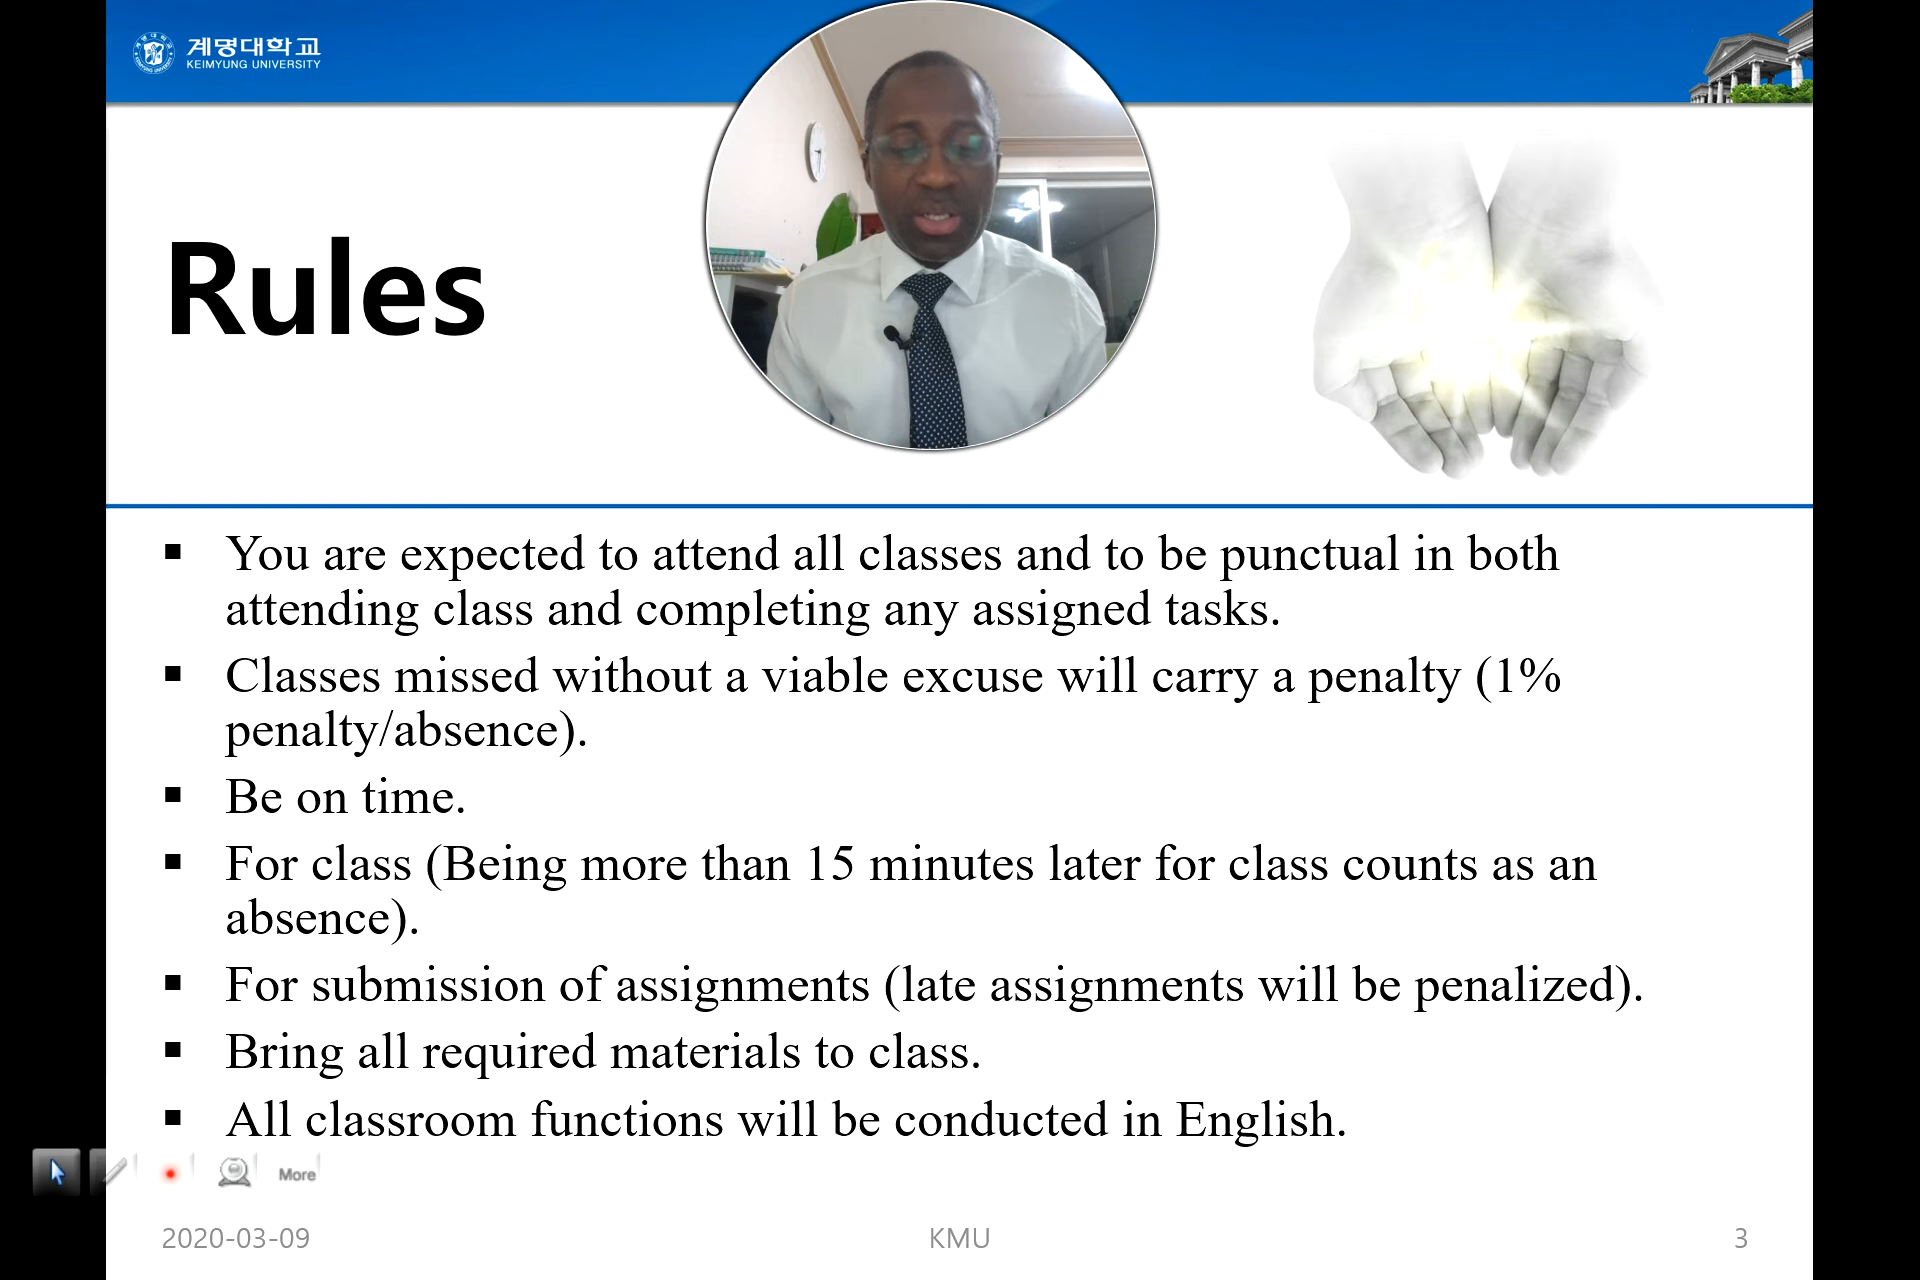 계명대학교
KEIMYUNG UNIVERSITY
Rules
▪ You are expected to attend all classes and to be punctual in both
attending class and completing any assigned tasks.
▪ Classes missed without a viable excuse will carry a penalty (1%
penalty/absence).
▪ Be on time.
▪ For class (Being more than 15 minutes later for class counts as an
absence).
▪ For submission of assignments (late assignments will be penalized).
▪ Bring all required materials to class.
▪ All classroom functions will be conducted in English.
More
2020-03-09
KMU
3